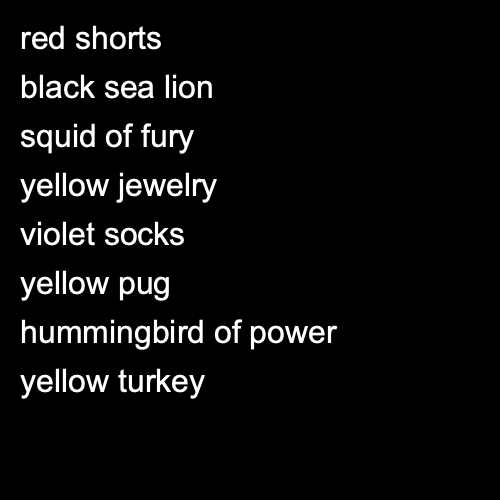 red shorts
black sea lion
squid of fury
yellow jewelry
violet socks
yellow pug
hummingbird of power
yellow turkey